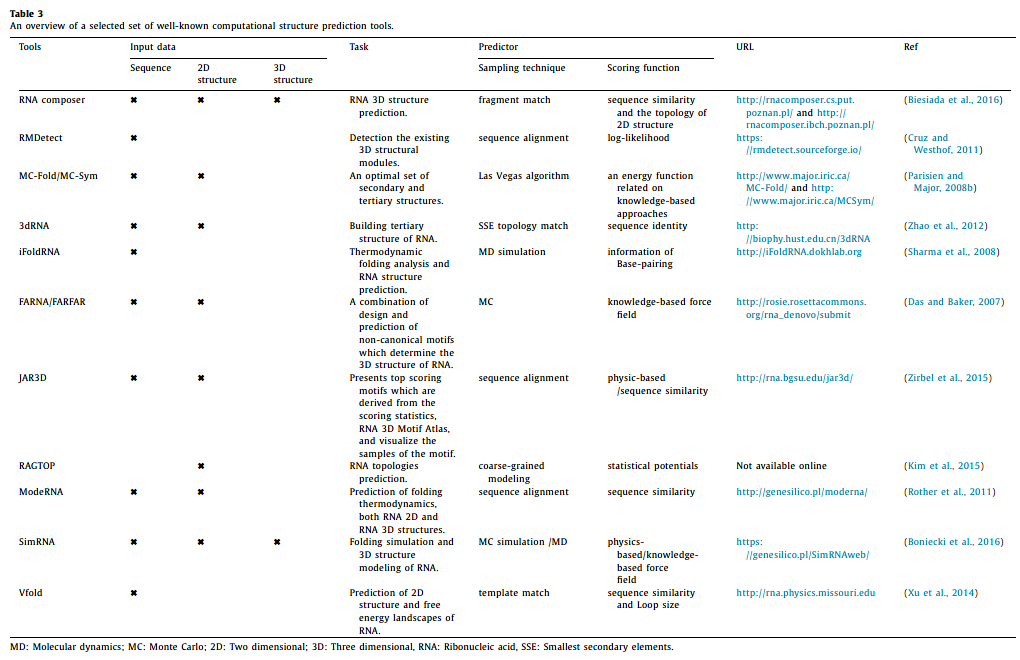 Table 3
An overview of a selected set of well-known computational structure prediction tools.
Tools Input data Task Predictor URL Ref
Sequence 2D 3D Sampling technique Scoring function
structure structure
RNA composer ✖ ✖ ✖ RNA 3D structure fragment match sequence similarity http://rnacomposer.cs.put. (Biesiada et al., 2016)
prediction. and the topology of poznan.pl/ and http://
2D structure rnacomposer.ibch.poznan.pl/
RMDetect ✖ Detection the existing sequence alignment log-likelihood https: (Cruz and
3D structural //rmdetect.sourceforge.io/ Westhof, 2011)
modules.
MC-Fold/MC-Sym ✖ ✖ An optimal set of Las Vegas algorithm an energy function http://www.major.iric.ca/ (Parisien and
secondary and related on MC-Fold/ and http: Major, 2008b)
tertiary structures. knowledge-based //www.major.iric.ca/MCSym/
approaches
3dRNA ✖ ✖ Building tertiary SSE topology match sequence identity http: (Zhao et al., 2012)
structure of RNA. //biophy.hust.edu.cn/3dRNA
iFoldRNA ✖ Thermodynamic MD simulation information of http://iFoldRNA.dokhlab.org (Sharma et al., 2008)
folding analysis and Base-pairing
RNA structure
prediction.
FARNA/FARFAR ✖ ✖ A combination of MC knowledge-based force http://rosie.rosettacommons. (Das and Baker, 2007)
design and field org/rna_denovo/submit
prediction of
non-canonical motifs
which determine the
3D structure of RNA.
JAR3D ✖ ✖ Presents top scoring sequence alignment physic-based http://rna.bgsu.edu/jar3d/ (Zirbel et al., 2015)
motifs which are /sequence similarity
derived from the
scoring statistics,
RNA 3D Motif Atlas,
and visualize the
samples of the motif.
RAGTOP ✖ RNA topologies coarse-grained statistical potentials Not available online (Kim et al., 2015)
prediction. modeling
ModeRNA ✖ ✖ Prediction of folding sequence alignment sequence similarity http://genesilico.pl/moderna/ (Rother et al., 2011)
thermodynamics,
both RNA 2D and
RNA 3D structures.
SimRNA ✖ ✖ ✖ Folding simulation and MC simulation /MD physics- https: (Boniecki et al., 2016)
3D structure based/knowledge- //genesilico.pl/SimRNAweb/
modeling of RNA. based force
field
Vfold ✖ Prediction of 2D template match sequence similarity http://rna.physics.missouri.edu (Xu et al., 2014)
structure and free and Loop size
energy landscapes of
RNA.
MD: Molecular dynamics; MC: Monte Carlo; 2D: Two dimensional; 3D: Three dimensional, RNA: Ribonucleic acid, SSE: Smallest secondary elements.